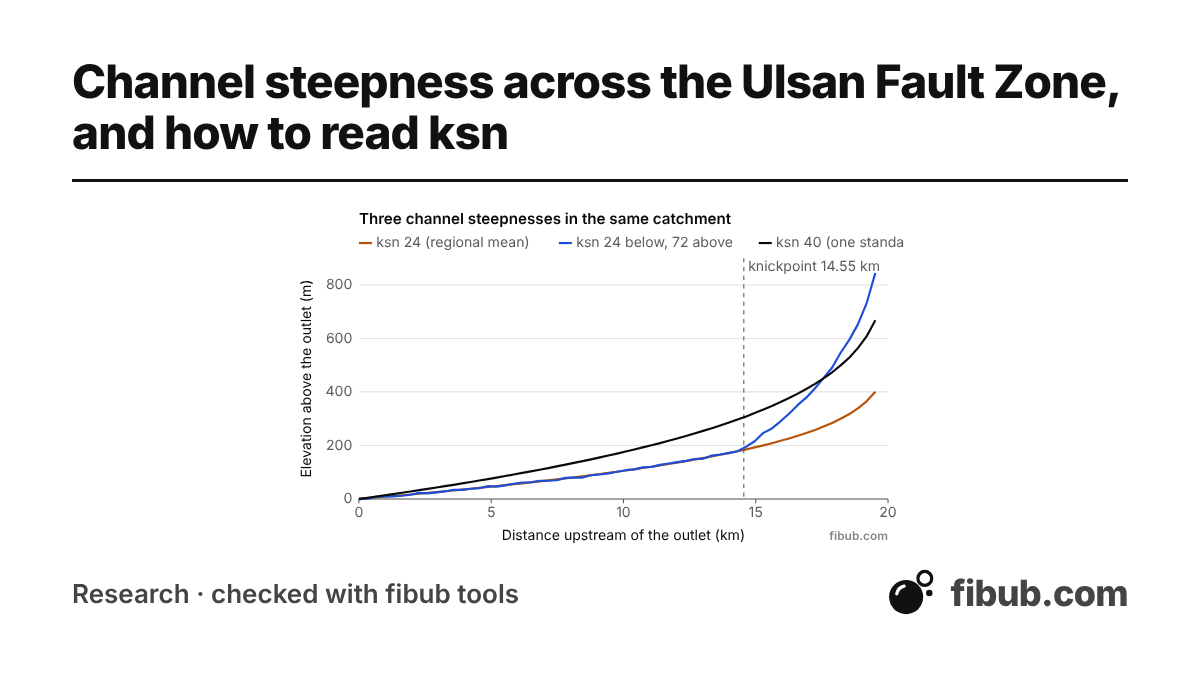 Channel steepness across the Ulsan Fault Zone,
and how to read ksn
Three channel steepnesses in the same catchment
ksn 24 (regional mean) ksn 24 below, 72 above ksn 40 (one standa
knickpoint 14.55 km
Elevation above the outlet (m)
800
600
400
200
0
0 5 10 15 20
Distance upstream of the outlet (km)
fibub.com
Research · checked with fibub tools
fibub.com